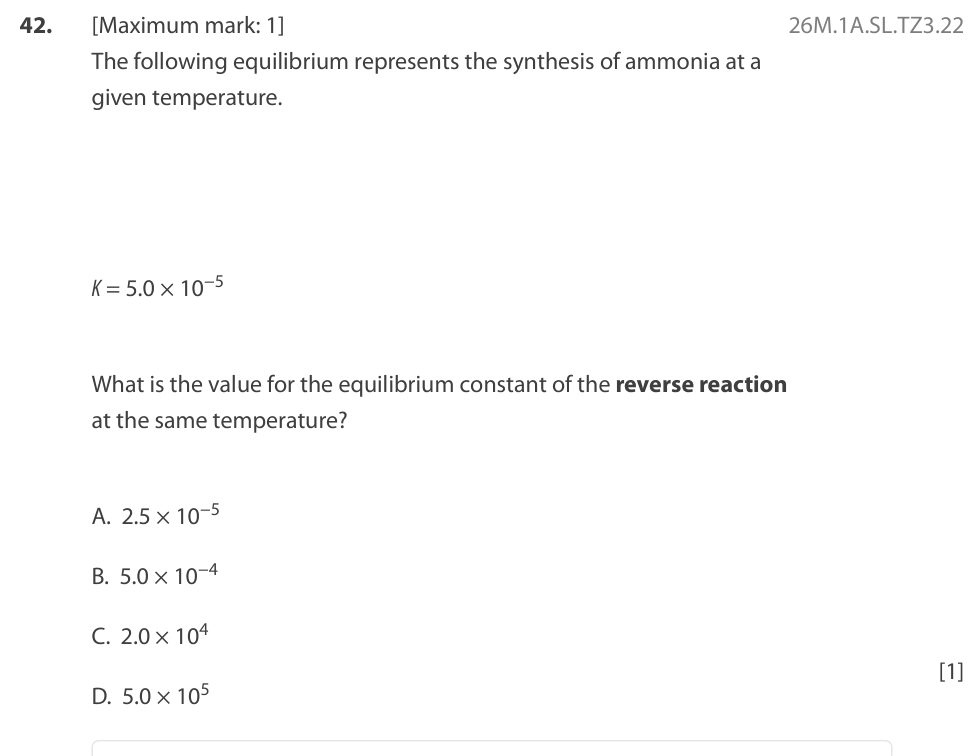 42. [Maximum mark: 1] 26M.1A.SL.TZ3.22
The following equilibrium represents the synthesis of ammonia at a
given temperature.
K = 5.0 × 10⁻⁵
What is the value for the equilibrium constant of the reverse reaction
at the same temperature?
A. 2.5 × 10⁻⁵
B. 5.0 × 10⁻⁴
C. 2.0 × 10⁴
[1]
D. 5.0 × 10⁵